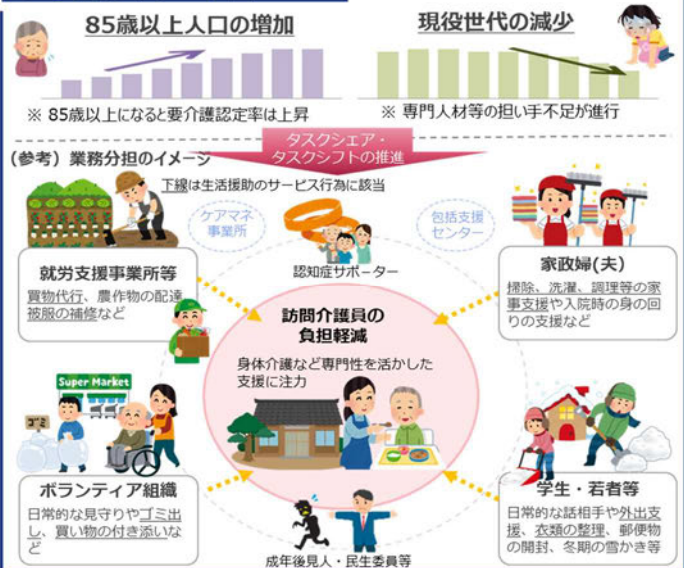 85歳以上人口の増加
※ 85歳以上になると要介護認定率は上昇
現役世代の減少
※ 専門人材等の担い手不足が進行
タスクシェア・
タスクシフトの推進
(参考) 業務分担のイメージ
下線は生活援助のサービス行為に該当
ケアマネ
事業所
包括支援
センター
認知症サポーター
就労支援事業所等
買物代行、農作物の配達
被服の補修など
家政婦(夫)
掃除、洗濯、調理等の家
事支援や入院時の身の回
りの支援など
訪問介護員の
負担軽減
身体介護など専門性を活かした
支援に注力
Super Market
ゴミ
ボランティア組織
日常的な見守りやゴミ出
し、買い物の付き添いな
ど
学生・若者等
日常的な話相手や外出支
援、衣類の整理、郵便物
の開封、冬期の雪かき等
成年後見人・民生委員等